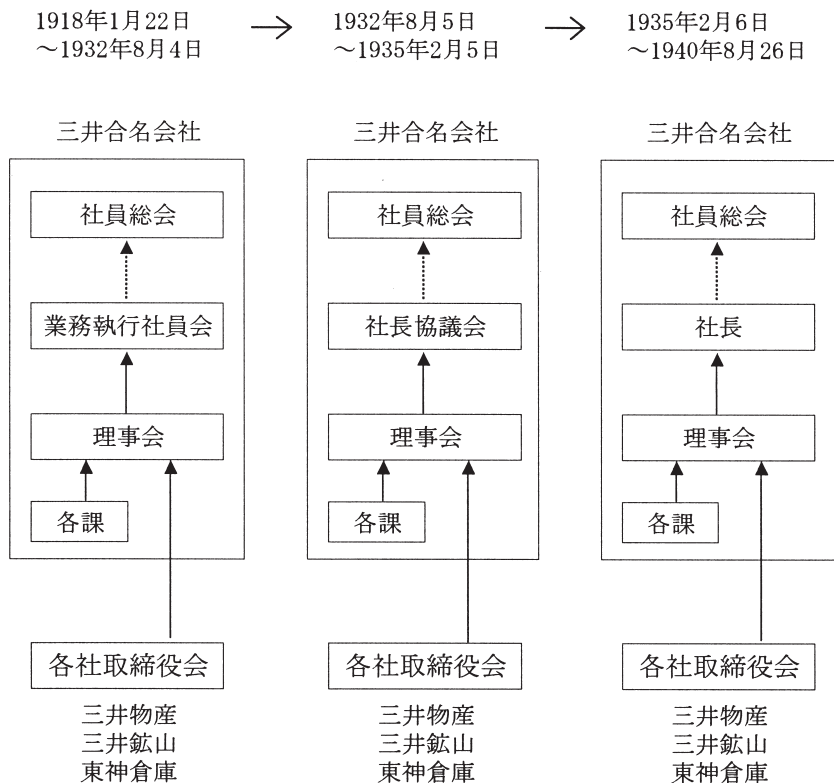 1918年1月22日
～1932年8月4日
1932年8月5日
～1935年2月5日
1935年2月6日
～1940年8月26日
三井合名会社
社員総会
業務執行社員会
理事会
各課
各社取締役会
三井物産
三井鉱山
東神倉庫
三井合名会社
社員総会
社長協議会
理事会
各課
各社取締役会
三井物産
三井鉱山
東神倉庫
三井合名会社
社員総会
社長
理事会
各課
各社取締役会
三井物産
三井鉱山
東神倉庫